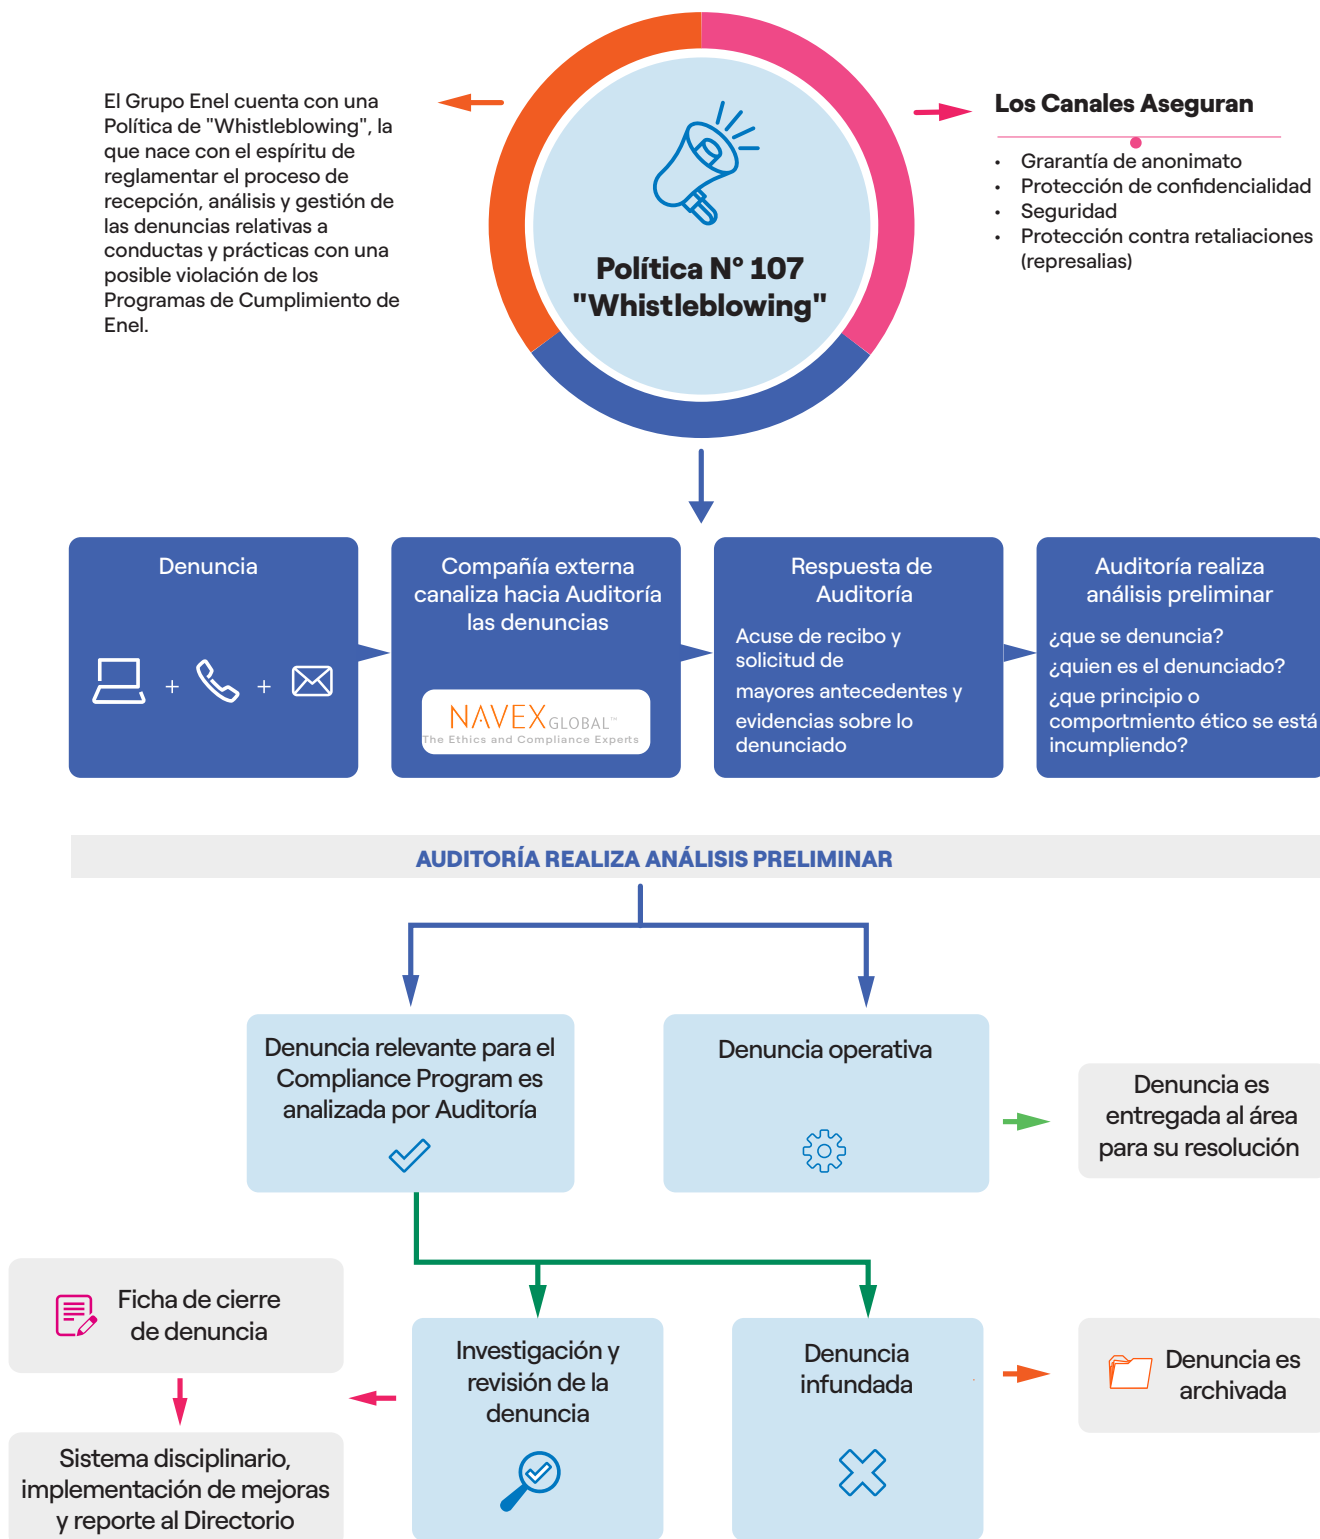 El Grupo Enel cuenta con una
Política de "Whistleblowing", la
que nace con el espíritu de
reglamentar el proceso de
recepción, análisis y gestión de
las denuncias relativas a
conductas y prácticas con una
posible violación de los
Programas de Cumplimiento de
Enel.
Política N° 107
"Whistleblowing"
Los Canales Aseguran
• Grarantía de anonimato
• Protección de confidencialidad
• Seguridad
• Protección contra retaliaciones
(represalias)
Denuncia
+ +
Compañía externa
canaliza hacia Auditoría
las denuncias
NAVEX GLOBAL™
The Ethics and Compliance Experts
Respuesta de
Auditoría
Acuse de recibo y
solicitud de
mayores antecedentes y
evidencias sobre lo
denunciado
Auditoría realiza
análisis preliminar
¿que se denuncia?
¿quien es el denunciado?
¿que principio o
comportmiento ético se está
incumpliendo?
AUDITORÍA REALIZA ANÁLISIS PRELIMINAR
Denuncia relevante para el
Compliance Program es
analizada por Auditoría
Denuncia operativa
Denuncia es
entregada al área
para su resolución
Ficha de cierre
de denuncia
Investigación y
revisión de la
denuncia
Denuncia
infundada
Denuncia es
archivada
Sistema disciplinario,
implementación de mejoras
y reporte al Directorio